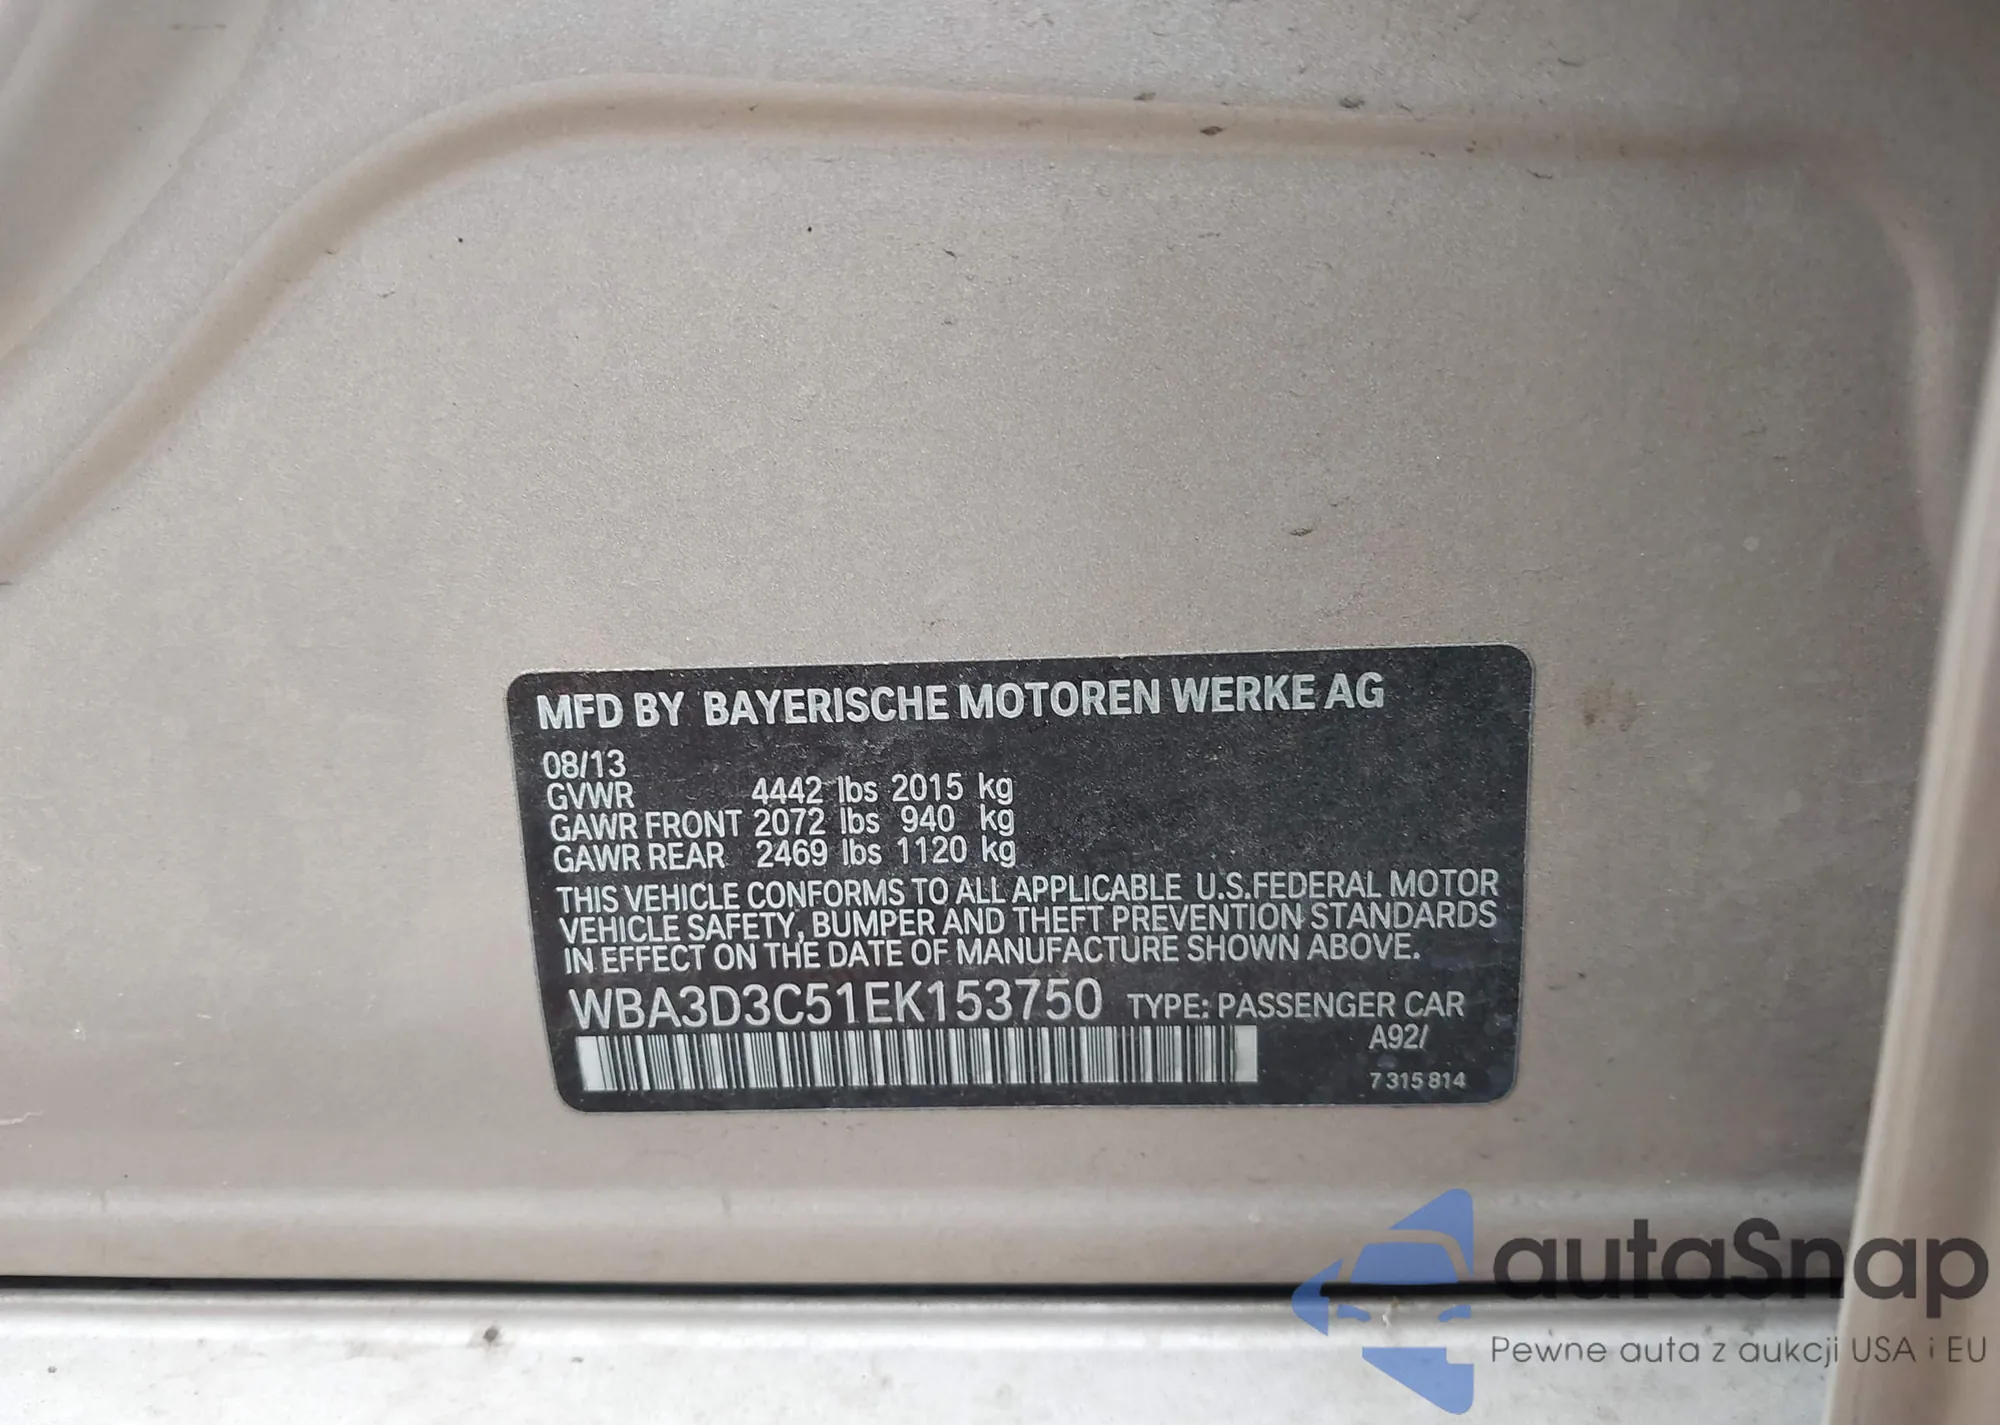 MFD BY BAYERISCHE MOTOREN WERKE AG
08/13
GVWR 4442 lbs 2015 kg
GAWR FRONT 2072 lbs 940 kg
GAWR REAR 2469 lbs 1120 kg
THIS VEHICLE CONFORMS TO ALL APPLICABLE U.S.FEDERAL MOTOR
VEHICLE SAFETY, BUMPER AND THEFT PREVENTION STANDARDS
IN EFFECT ON THE DATE OF MANUFACTURE SHOWN ABOVE.
WBA3D3C51EK153750 TYPE: PASSENGER CAR
A92/
7 315 814
autaSnap
Pewne auta z aukcji USA i EU